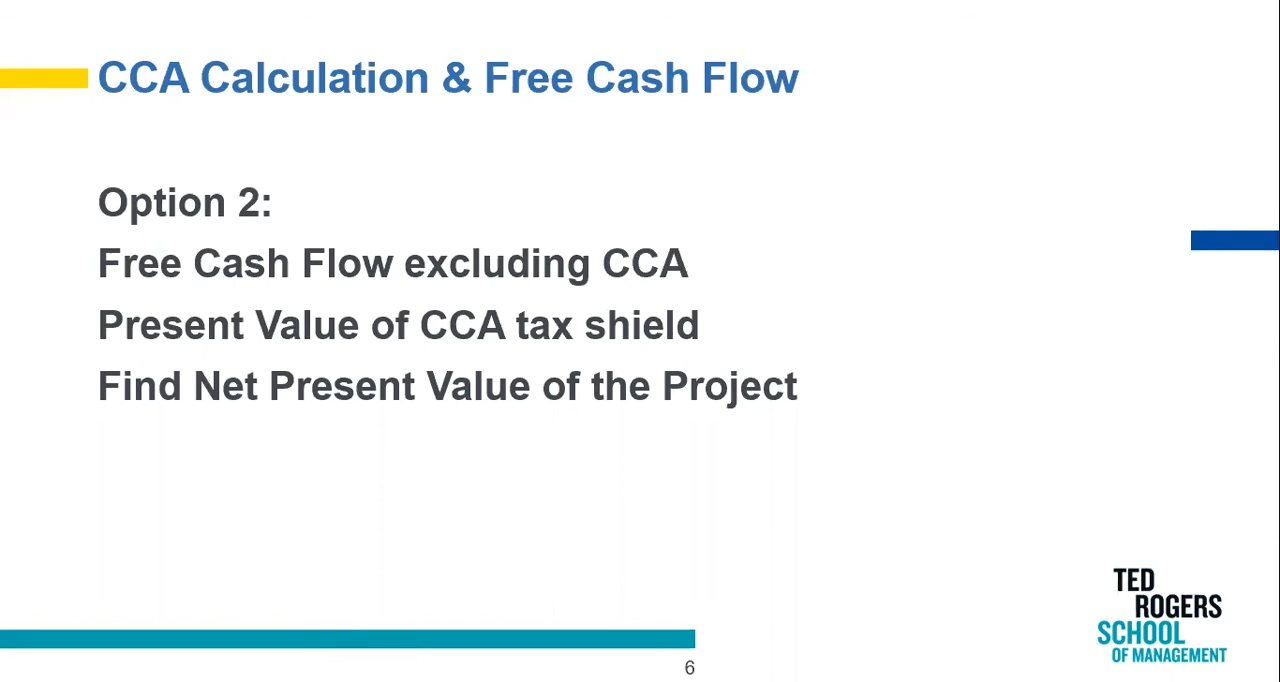 CCA Calculation & Free Cash Flow
Option 2:
Free Cash Flow excluding CCA
Present Value of CCA tax shield
Find Net Present Value of the Project
TED
ROGERS
SCHOOL
OF MANAGEMENT
6